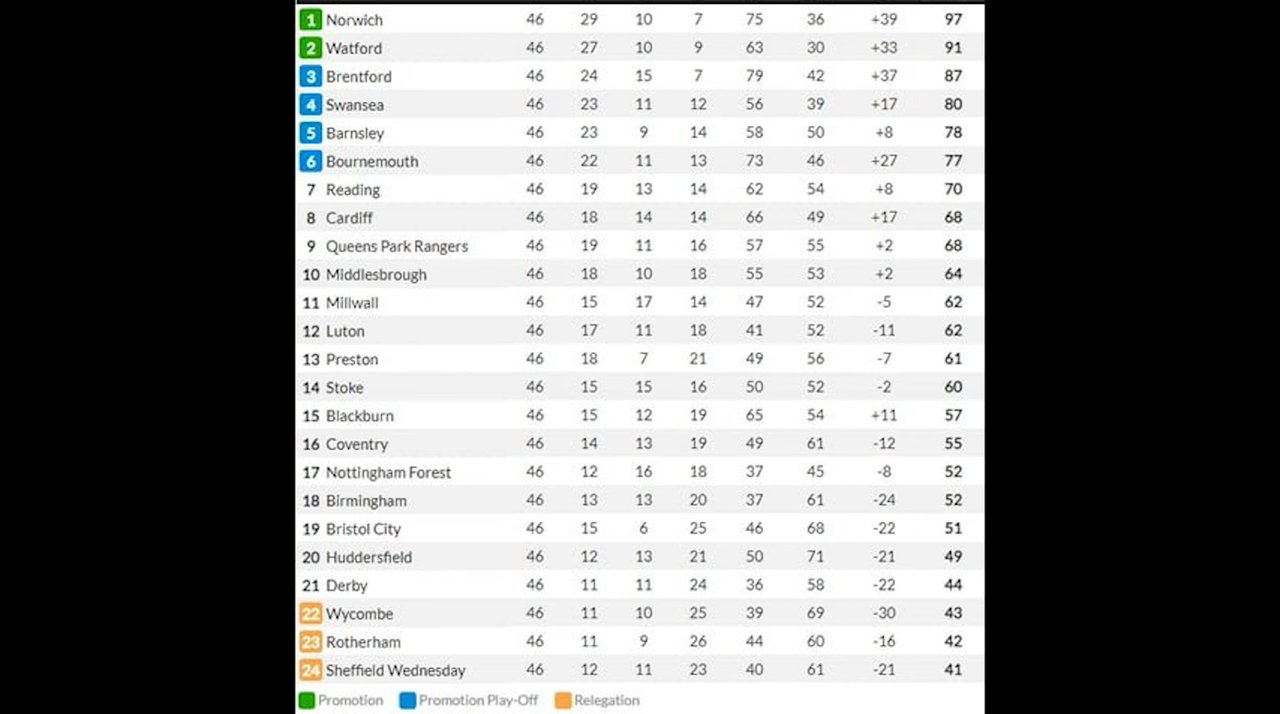 1 Norwich 46 29 10 7 75 36 +39 97
2 Watford 46 27 10 9 63 30 +33 91
3 Brentford 46 24 15 7 79 42 +37 87
4 Swansea 46 23 11 12 56 39 +17 80
5 Barnsley 46 23 9 14 58 50 +8 78
6 Bournemouth 46 22 11 13 73 46 +27 77
7 Reading 46 19 13 14 62 54 +8 70
8 Cardiff 46 18 14 14 66 49 +17 68
9 Queens Park Rangers 46 19 11 16 57 55 +2 68
10 Middlesbrough 46 18 10 18 55 53 +2 64
11 Millwall 46 15 17 14 47 52 -5 62
12 Luton 46 17 11 18 41 52 -11 62
13 Preston 46 18 7 21 49 56 -7 61
14 Stoke 46 15 15 16 50 52 -2 60
15 Blackburn 46 15 12 19 65 54 +11 57
16 Coventry 46 14 13 19 49 61 -12 55
17 Nottingham Forest 46 12 16 18 37 45 -8 52
18 Birmingham 46 13 13 20 37 61 -24 52
19 Bristol City 46 15 6 25 46 68 -22 51
20 Huddersfield 46 12 13 21 50 71 -21 49
21 Derby 46 11 11 24 36 58 -22 44
22 Wycombe 46 11 10 25 39 69 -30 43
23 Rotherham 46 11 9 26 44 60 -16 42
24 Sheffield Wednesday 46 12 11 23 40 61 -21 41
Promotion Promotion Play-Off Relegation